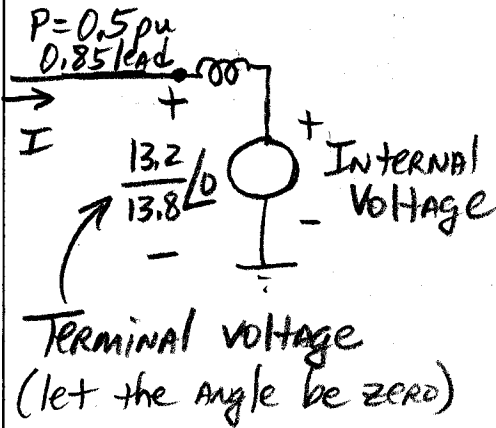 P=0.5pu
0.85 lead
+
I
+
13.2/13.8 ∠0
Internal
Voltage
-
-
Terminal voltage
(let the angle be zero)